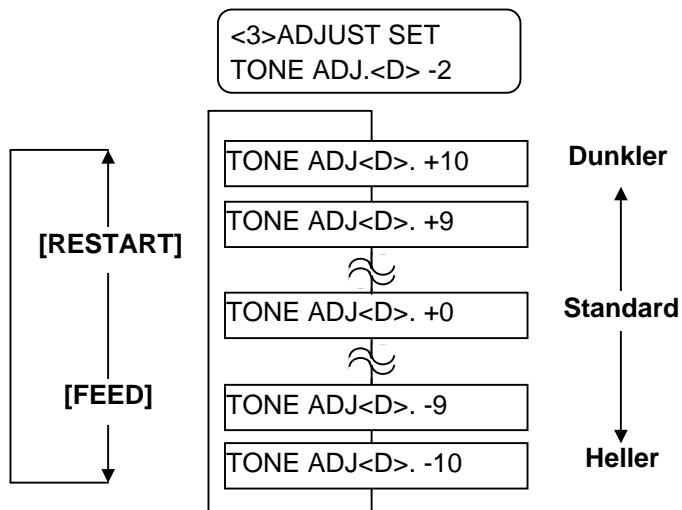 <3>ADJUST SET
TONE ADJ.<D> -2
TONE ADJ<D>. +10
Dunkler
TONE ADJ<D>. +9
[RESTART]
TONE ADJ<D>. +0
Standard
[FEED]
TONE ADJ<D>. -9
TONE ADJ<D>. -10
Heller